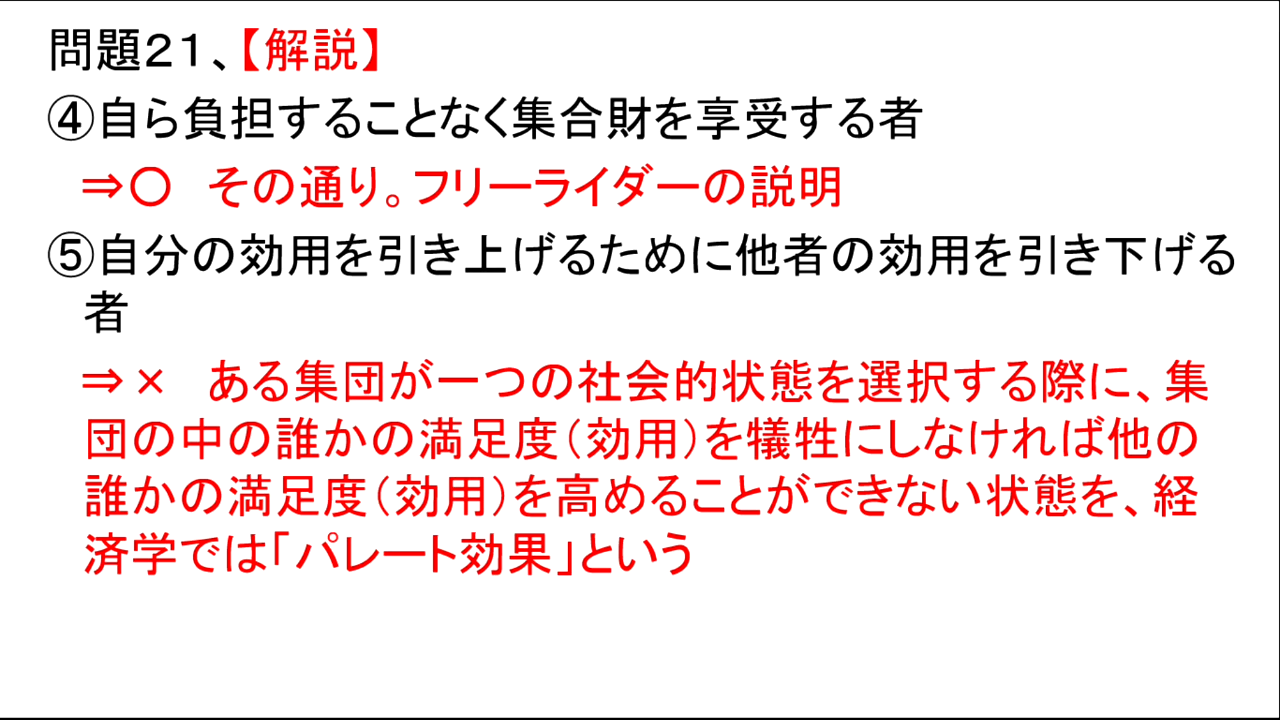 問題２１、【解説】
④自ら負担することなく集合財を享受する者
⇒〇　その通り。フリーライダーの説明
⑤自分の効用を引き上げるために他者の効用を引き下げる
者
⇒×　ある集団が一つの社会的状態を選択する際に、集
団の中の誰かの満足度（効用）を犠牲にしなければ他の
誰かの満足度（効用）を高めることができない状態を、経
済学では「パレート効果」という